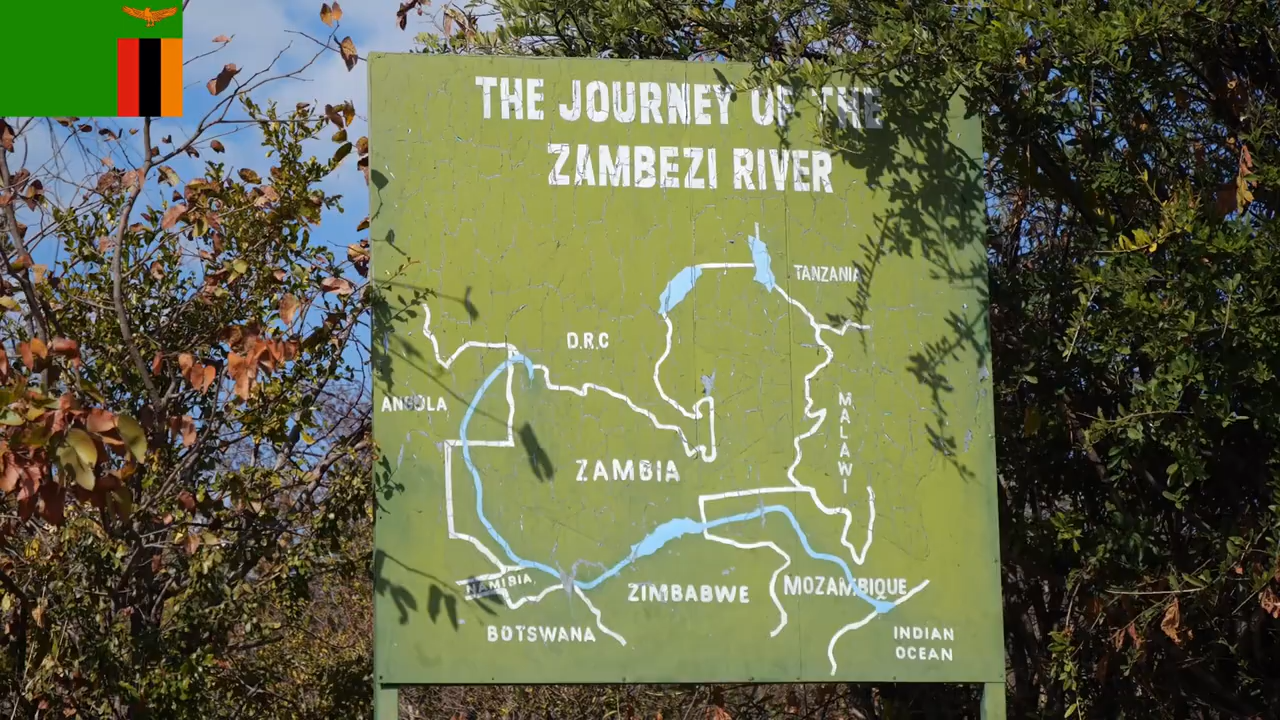 THE JOURNEY OF THE
ZAMBEZI RIVER
TANZANIA
D.R.C
ANGOLA
MALAWI
ZAMBIA
NAMIBIA
ZIMBABWE
MOZAMBIQUE
BOTSWANA
INDIAN
OCEAN